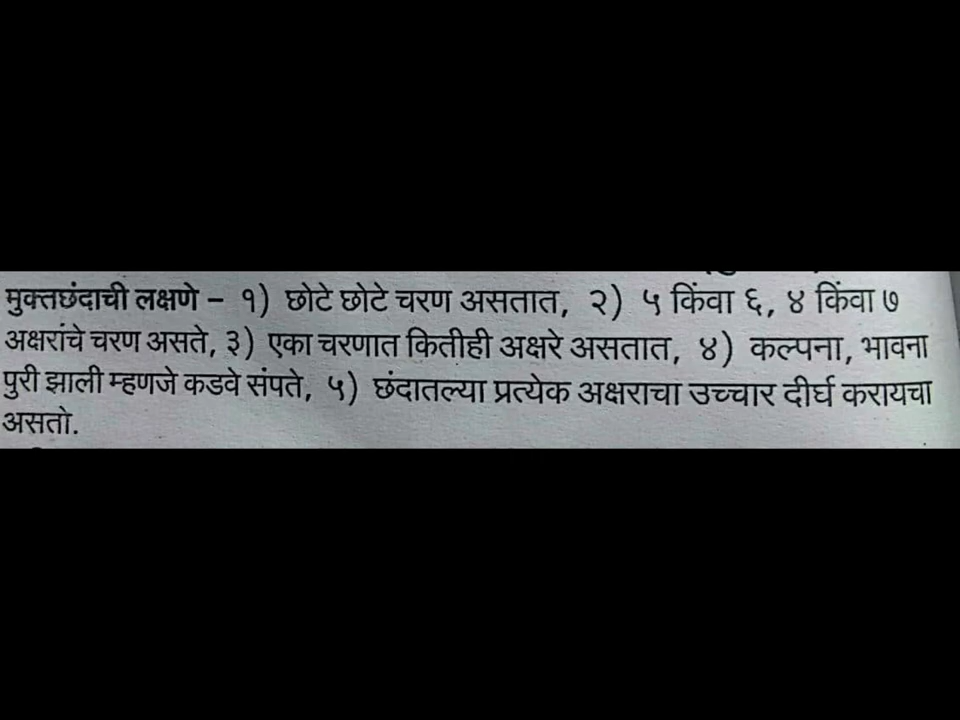 मुक्तछंदाची लक्षणे – १) छोटे छोटे चरण असतात, २) ५ किंवा ६, ४ किंवा ७
अक्षरांचे चरण असते, ३) एका चरणात कितीही अक्षरे असतात, ४) कल्पना, भावना
पुरी झाली म्हणजे कडवे संपते, ५) छंदातल्या प्रत्येक अक्षराचा उच्चार दीर्घ करायचा
असतो.